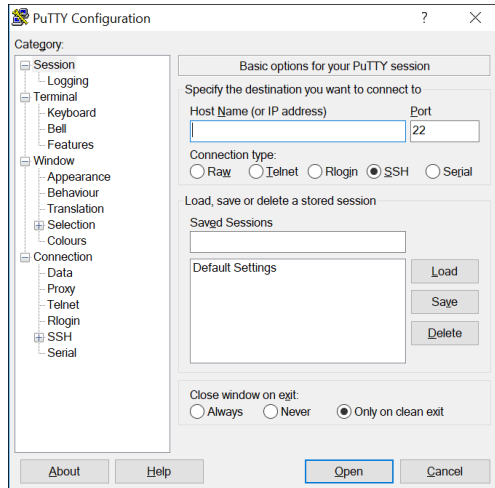 PuTTY Configuration
?
Category:
Session
Logging
Terminal
Keyboard
Bell
Features
Window
Appearance
Behaviour
Translation
Selection
Colours
Connection
Data
Proxy
Telnet
Rlogin
SSH
Serial
Basic options for your PuTTY session
Specify the destination you want to connect to
Host Name (or IP address) Port
22
Connection type:
Raw Telnet Rlogin SSH Serial
Load, save or delete a stored session
Saved Sessions
Default Settings
Load
Save
Delete
Close window on exit:
Always Never Only on clean exit
About Help Open Cancel